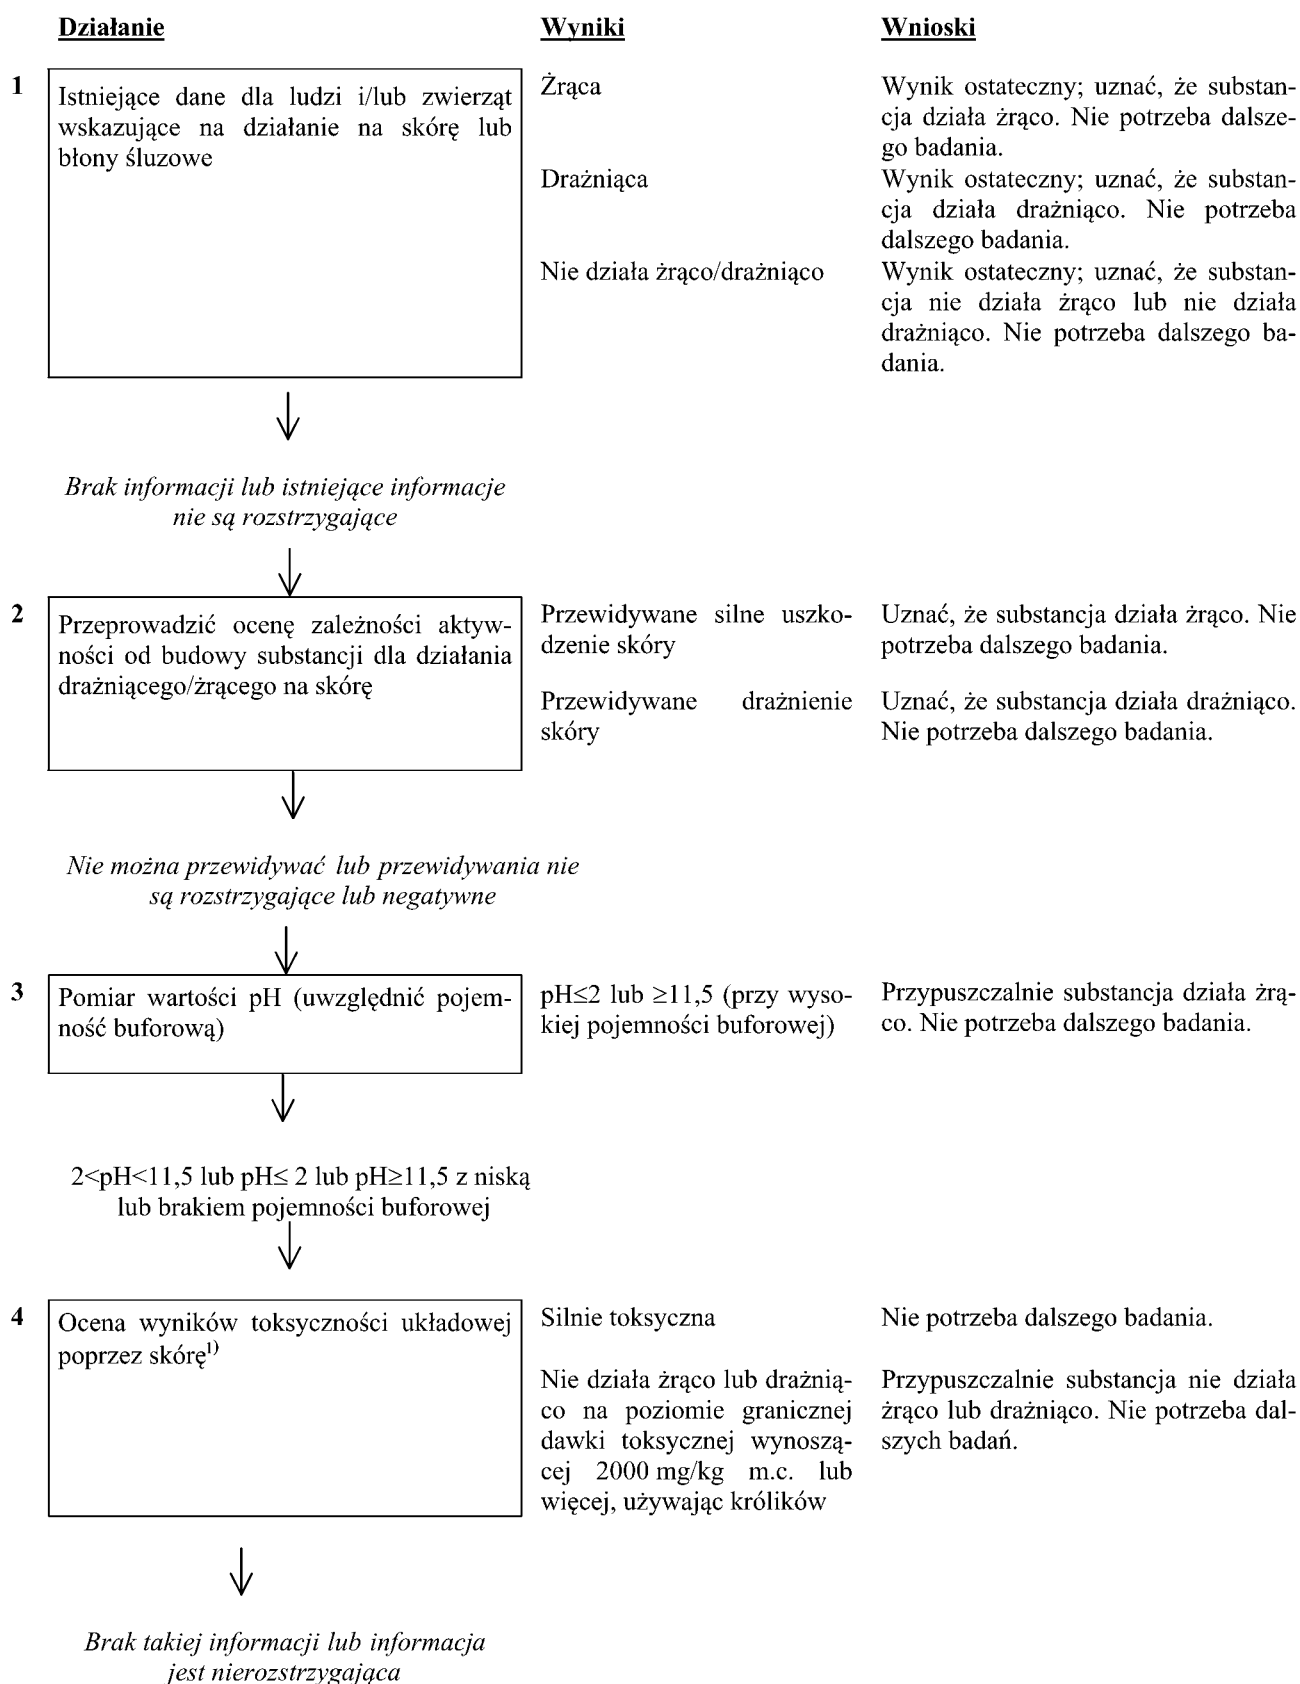 Działanie Wyniki Wnioski
1 Istniejące dane dla ludzi i/lub zwierząt
wskazujące na działanie na skórę lub
błony śluzowe
Żrąca
Wynik ostateczny; uznać, że substan-
cja działa żrąco. Nie potrzeba dalsze-
go badania.
Drażniąca
Wynik ostateczny; uznać, że substan-
cja działa drażniąco. Nie potrzeba
dalszego badania.
Nie działa żrąco/drażniąco
Wynik ostateczny; uznać, że substan-
cja nie działa żrąco lub nie działa
drażniąco. Nie potrzeba dalszego ba-
dania.
Brak informacji lub istniejące informacje
nie są rozstrzygające
2 Przeprowadzić ocenę zależności aktyw-
ności od budowy substancji dla działania
drażniącego/żrącego na skórę
Przewidywane silne uszko-
dzenie skóry
Uznać, że substancja działa żrąco. Nie
potrzeba dalszego badania.
Przewidywane drażnienie
skóry
Uznać, że substancja działa drażniąco.
Nie potrzeba dalszego badania.
Nie można przewidywać lub przewidywania nie
są rozstrzygające lub negatywne
3 Pomiar wartości pH (uwzględnić pojem-
ność buforową)
pH≤2 lub ≥11,5 (przy wyso-
kiej pojemności buforowej)
Przypuszczalnie substancja działa żrą-
co. Nie potrzeba dalszego badania.
2<pH<11,5 lub pH≤ 2 lub pH≥11,5 z niską
lub brakiem pojemności buforowej
4 Ocena wyników toksyczności układowej
poprzez skórę1)
Silnie toksyczna
Nie potrzeba dalszego badania.
Nie działa żrąco lub drażnią-
co na poziomie granicznej
dawki toksycznej wynoszą-
cej 2000 mg/kg m.c. lub
więcej, używając królików
Przypuszczalnie substancja nie działa
żrąco lub drażniąco. Nie potrzeba dal-
szych badań.
Brak takiej informacji lub informacja
jest nierozstrzygająca